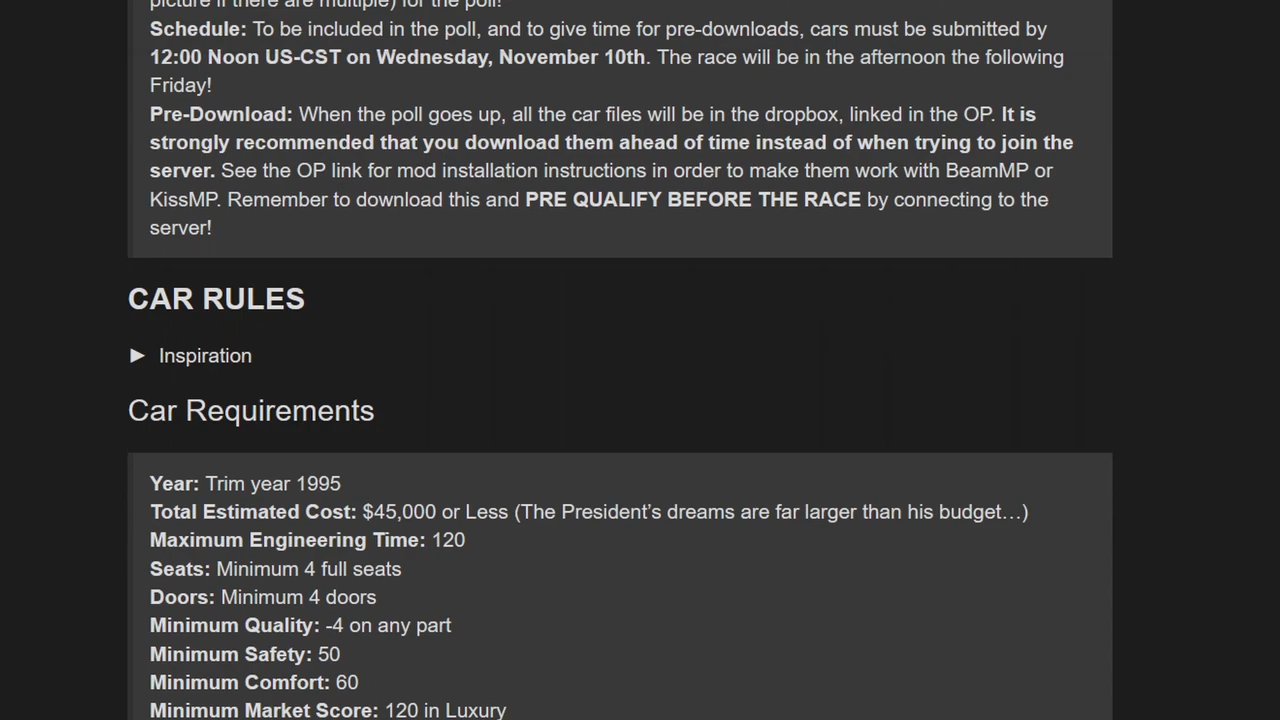 picture if there are multiple) for the poll!
Schedule: To be included in the poll, and to give time for pre-downloads, cars must be submitted by
12:00 Noon US-CST on Wednesday, November 10th. The race will be in the afternoon the following
Friday!
Pre-Download: When the poll goes up, all the car files will be in the dropbox, linked in the OP. It is
strongly recommended that you download them ahead of time instead of when trying to join the
server. See the OP link for mod installation instructions in order to make them work with BeamMP or
KissMP. Remember to download this and PRE QUALIFY BEFORE THE RACE by connecting to the
server!
CAR RULES
► Inspiration
Car Requirements
Year: Trim year 1995
Total Estimated Cost: $45,000 or Less (The President’s dreams are far larger than his budget…)
Maximum Engineering Time: 120
Seats: Minimum 4 full seats
Doors: Minimum 4 doors
Minimum Quality: -4 on any part
Minimum Safety: 50
Minimum Comfort: 60
Minimum Market Score: 120 in Luxury